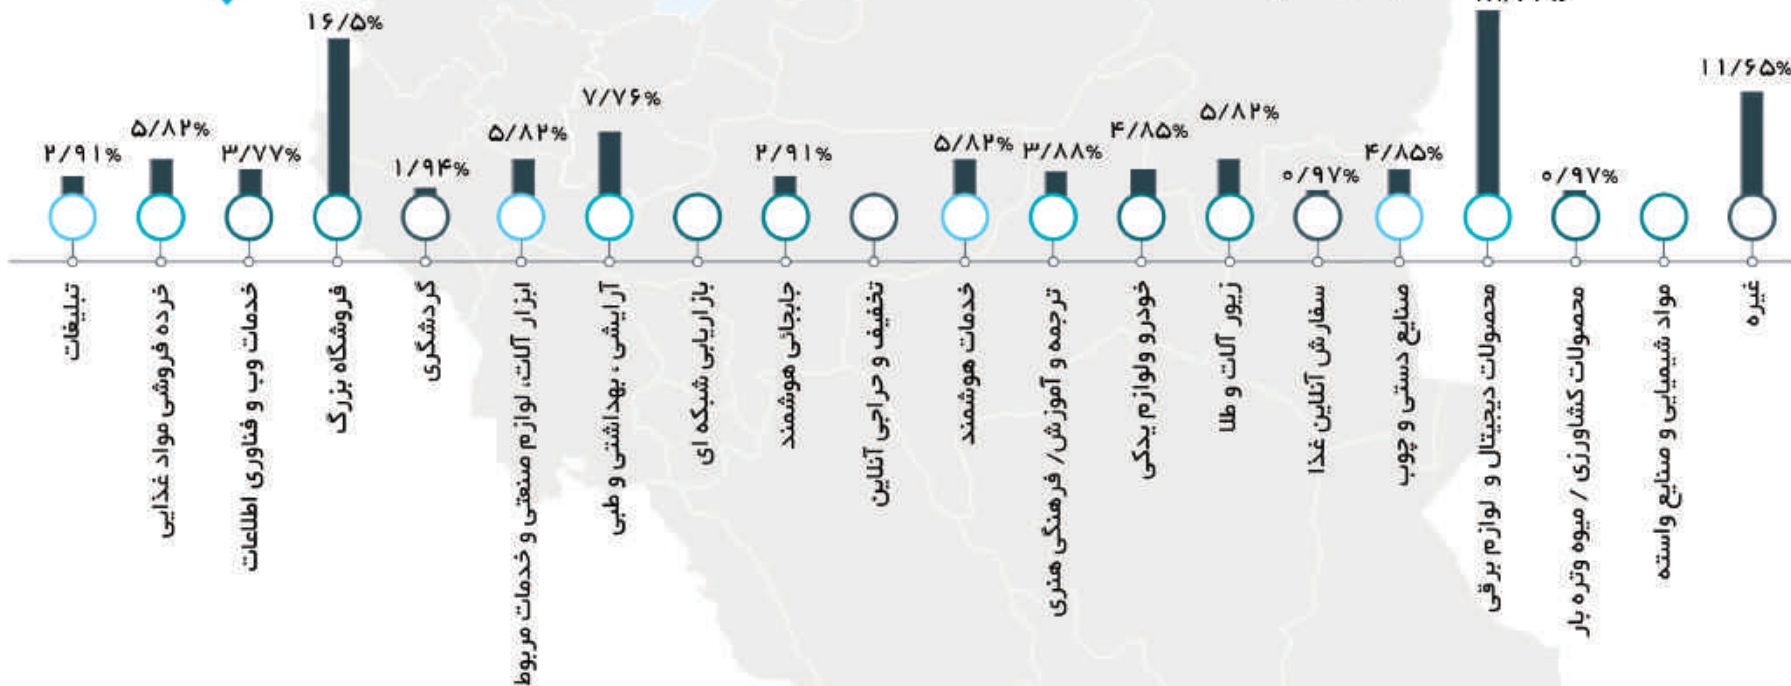 ۱۶/۵%
۱۱/۶۵%
۷/۷۶%
۵/۸۲%
۴/۸۵%
۵/۸۲%
۵/۸۲%
۵/۸۲%
۲/۹۱%
۳/۷۷%
۱/۹۴%
۲/۹۱%
۳/۸۸%
۰/۹۷%
۴/۸۵%
۰/۹۷%
تبلیغات
خرده فروشی مواد غذایی
خدمات وب و فناوری اطلاعات
فروشگاه بزرگ
گردشگری
ابزار آلات، لوازم صنعتی و خدمات مربوط
آرایشی ، بهداشتی و طبی
بازاریابی شبکه ای
جابجائی هوشمند
تخفیف و حراجی آنلاین
خدمات هوشمند
ترجمه و آموزش/ فرهنگی هنری
خودرو ولوازم یدکی
زیور آلات و طلا
سفارش آنلاین غذا
صنایع دستی و چوب
محصولات دیجیتال و لوازم برقی
محصولات کشاورزی / میوه وتره بار
مواد شیمیایی و صنایع واسته
غیره